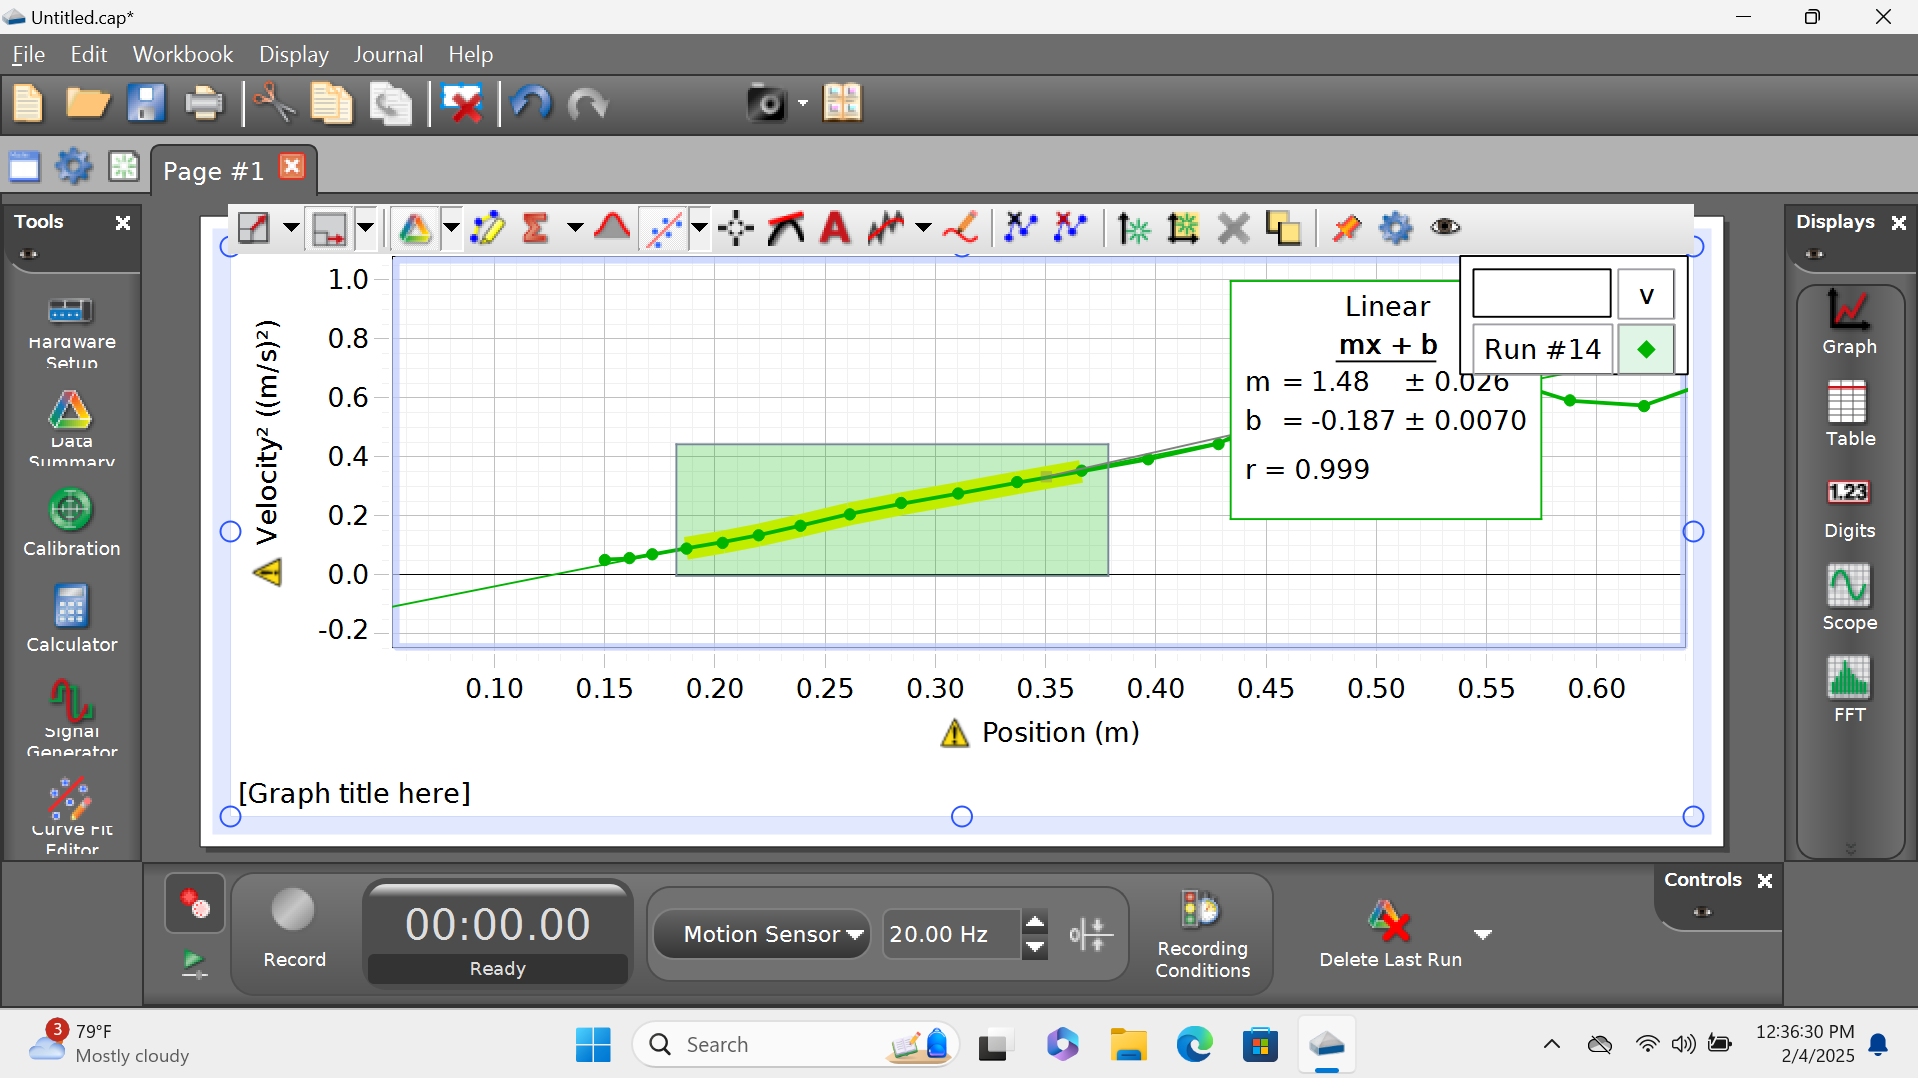 Untitled.cap*
File Edit Workbook Display Journal Help
Page #1
Tools
Hardware
Setup
Data
Summary
Calibration
Calculator
Signal
Generator
Curve Fit
Editor
1.0
0.8
0.6
0.4
0.2
0.0
-0.2
Velocity² ((m/s)²)
Linear
mx + b
m = 1.48 ± 0.026
b = -0.187 ± 0.0070
r = 0.999
v
Run #14
0.10 0.15 0.20 0.25 0.30 0.35 0.40 0.45 0.50 0.55 0.60
Position (m)
[Graph title here]
Displays
Graph
Table
1.23
Digits
Scope
FFT
Record
00:00.00
Ready
Motion Sensor
20.00 Hz
Recording
Conditions
Delete Last Run
Controls
3
79°F
Mostly cloudy
Search
12:36:30 PM
2/4/2025